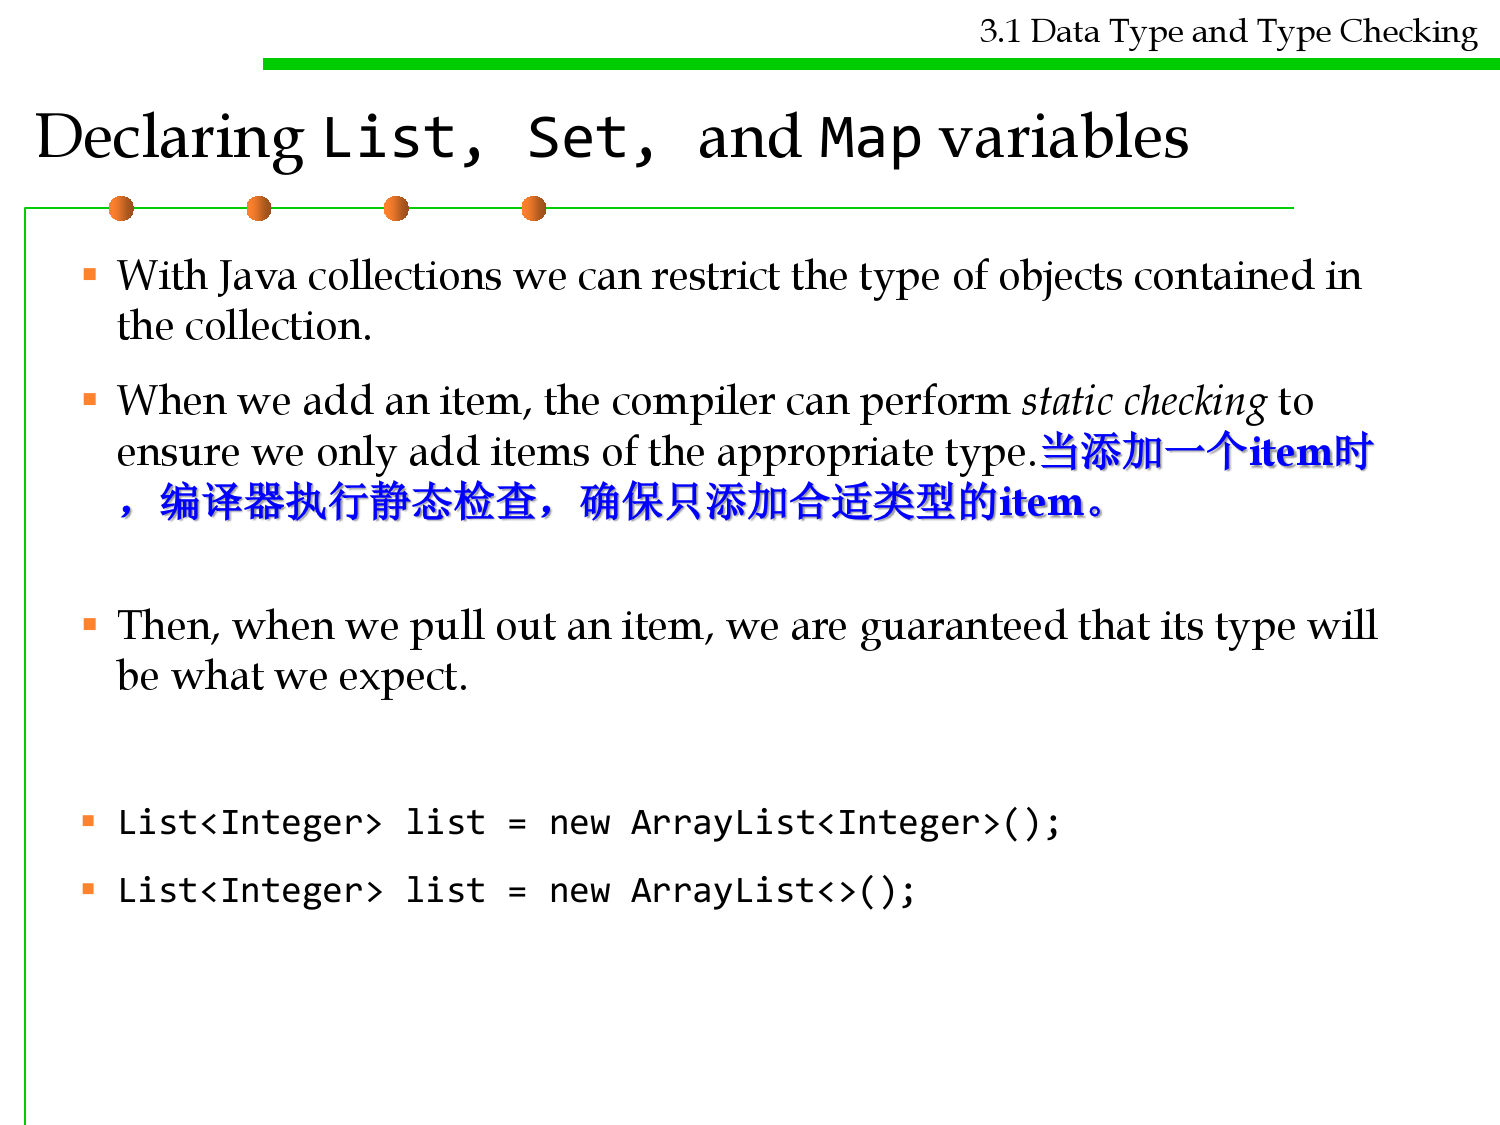 3.1 Data Type and Type Checking
Declaring List, Set, and Map variables
With Java collections we can restrict the type of objects contained in
the collection.
When we add an item, the compiler can perform static checking to
ensure we only add items of the appropriate type.当添加一个item时
，编译器执行静态检查，确保只添加合适类型的item。
Then, when we pull out an item, we are guaranteed that its type will
be what we expect.
List<Integer> list = new ArrayList<Integer>();
List<Integer> list = new ArrayList<>();